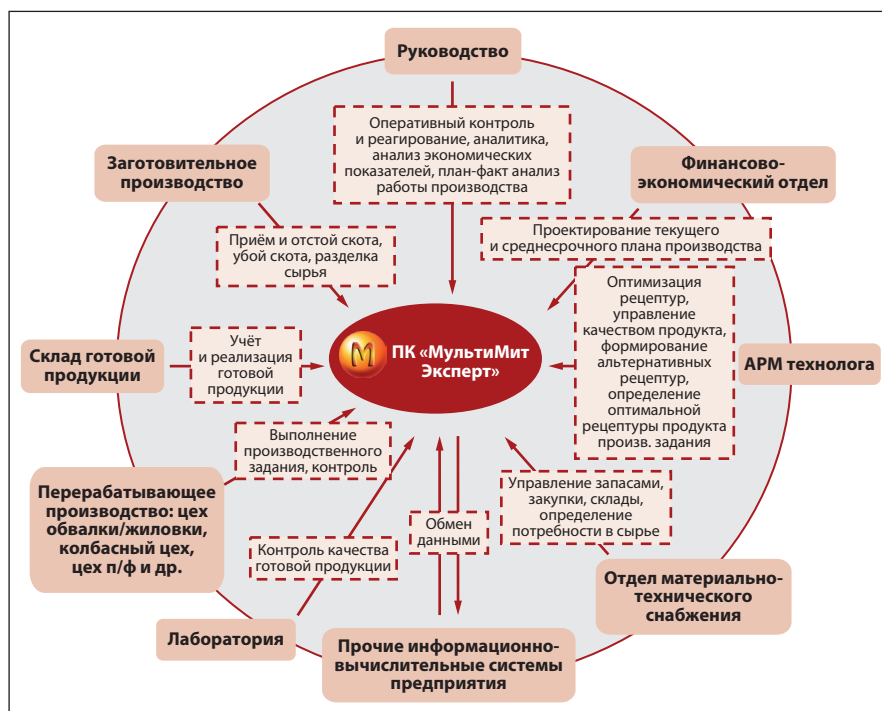 Руководство
Оперативный контроль
и реагирование, аналитика,
анализ экономических
показателей, план-факт анализ
работы производства
Заготовительное
производство
Финансово-
экономический отдел
Приём и отстой скота,
убой скота, разделка
сырья
Проектирование текущего
и среднесрочного плана производства
Оптимизация
рецептур,
управление
качеством продукта,
формирование
альтернативных
рецептур,
определение
оптимальной
рецептуры продукта
произв. задания
Склад готовой
продукции
Учёт
и реализация
готовой
продукции
М
ПК «МультиМит
Эксперт»
АРМ технолога
Выполнение
производственного
задания, контроль
Перерабатывающее
производство: цех
обвалки/жиловки,
колбасный цех,
цех п/ф и др.
Управление запасами,
закупки, склады,
определение
потребности в сырье
Обмен
данными
Контроль качества
готовой продукции
Отдел материально-
технического
снабжения
Лаборатория
Прочие информационно-
вычислительные системы
предприятия